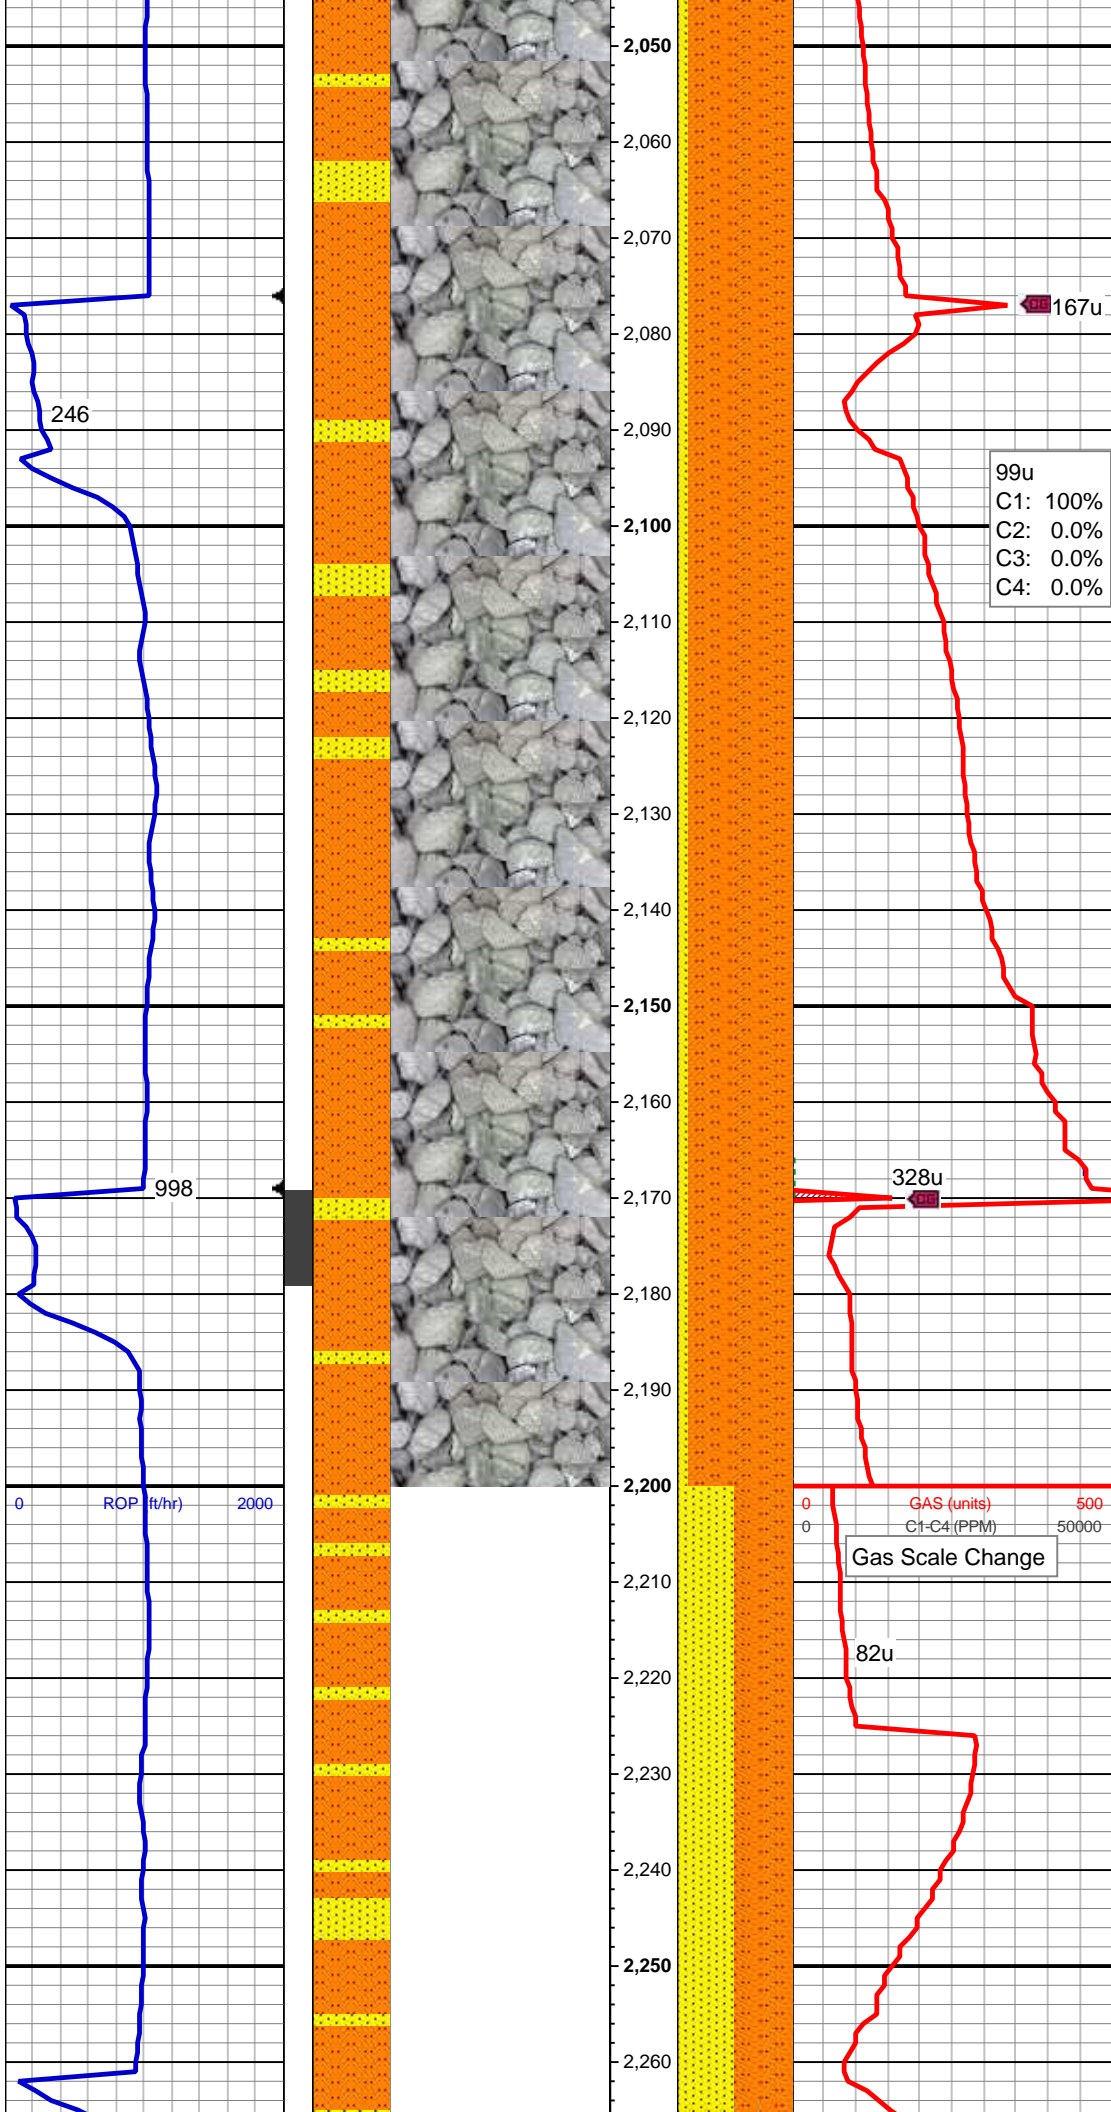 2,050
2,060
2,070
CG 167u
2,080
246
2,090
99u
C1: 100%
C2: 0.0%
C3: 0.0%
C4: 0.0%
2,100
2,110
2,120
2,130
2,140
2,150
2,160
998
328u
CG
2,170
2,180
2,190
2,200
0 ROP (ft/hr) 2000
0 GAS (units) 500
0 C1-C4 (PPM) 50000
Gas Scale Change
2,210
82u
2,220
2,230
2,240
2,250
2,260